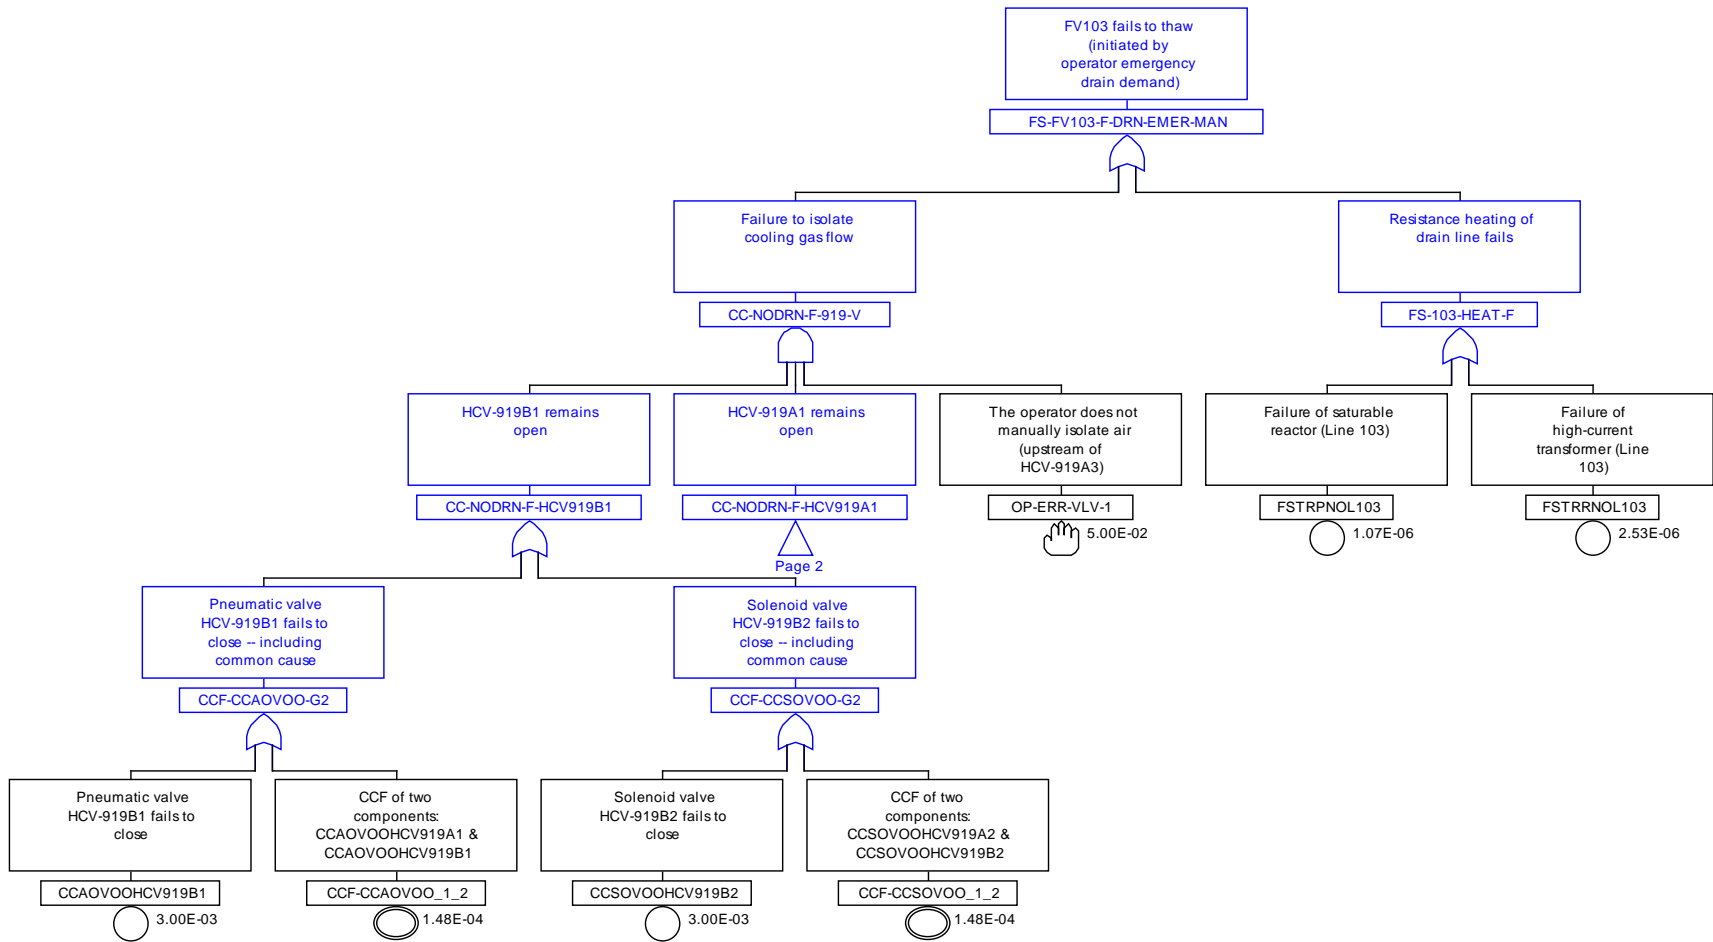 FV103 fails to thaw
(initiated by
operator emergency
drain demand)
FS-FV103-F-DRN-EMER-MAN
Failure to isolate
cooling gas flow
CC-NODRN-F-919-V
Resistance heating of
drain line fails
FS-103-HEAT-F
HCV-919B1 remains
open
CC-NODRN-F-HCV919B1
HCV-919A1 remains
open
CC-NODRN-F-HCV919A1
Page 2
The operator does not
manually isolate air
(upstream of
HCV-919A3)
OP-ERR-VLV-1
5.00E-02
Failure of saturable
reactor (Line 103)
FSTRPNOL103
1.07E-06
Failure of
high-current
transformer (Line
103)
FSTRRNOL103
2.53E-06
Pneumatic valve
HCV-919B1 fails to
close -- including
common cause
CCF-CCAOVOO-G2
Solenoid valve
HCV-919B2 fails to
close -- including
common cause
CCF-CCSOVOO-G2
Pneumatic valve
HCV-919B1 fails to
close
CCAOVOOHCV919B1
3.00E-03
CCF of two
components:
CCAOVOOHCV919A1 &
CCAOVOOHCV919B1
CCF-CCAOVOO_1_2
1.48E-04
Solenoid valve
HCV-919B2 fails to
close
CCSOVOOHCV919B2
3.00E-03
CCF of two
components:
CCSOVOOHCV919A2 &
CCSOVOOHCV919B2
CCF-CCSOVOO_1_2
1.48E-04